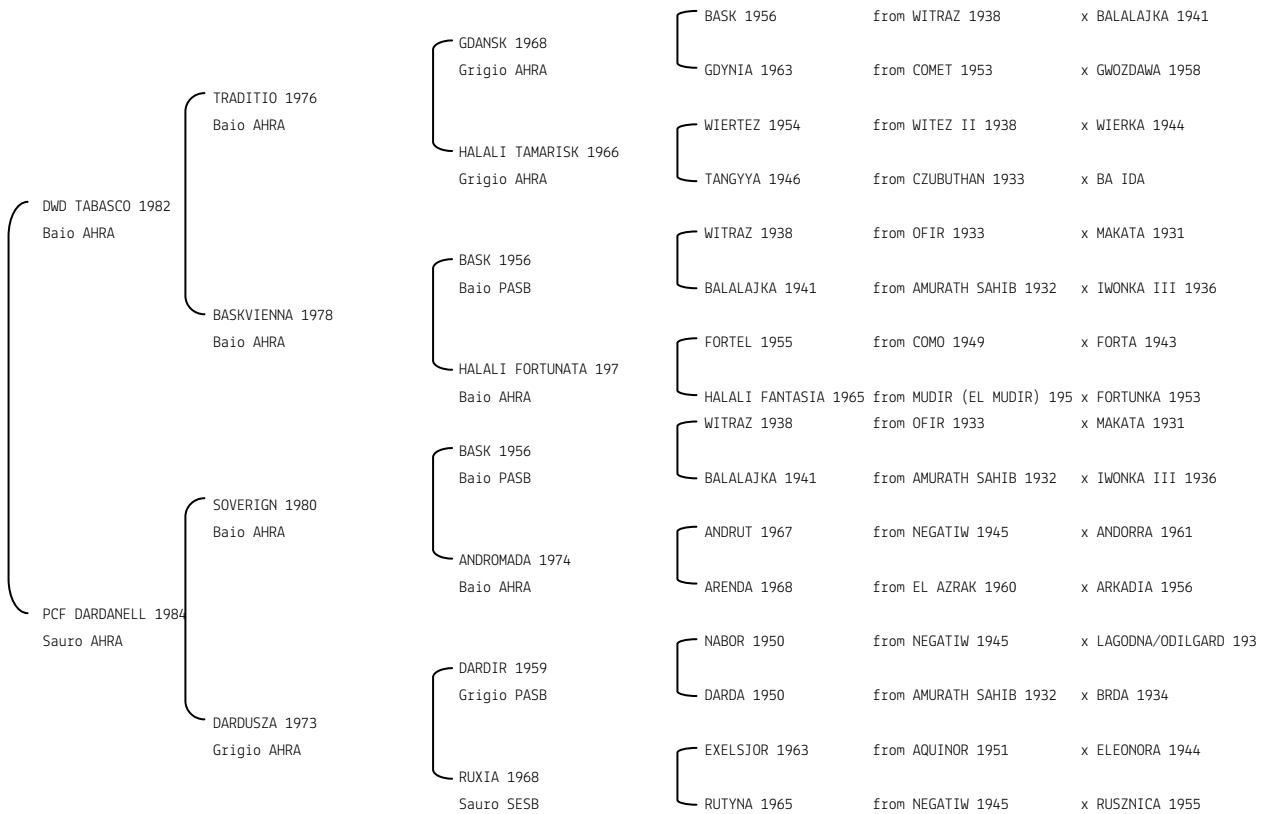 BASK 1956 from WITRAZ 1938 x BALALAJKA 1941
GDANSK 1968
Grigio AHRA
GDYNIA 1963 from COMET 1953 x GWOZDAWA 1958
TRADITIO 1976
Baio AHRA
WIERTEZ 1954 from WITEZ II 1938 x WIERKA 1944
HALALI TAMARISK 1966
Grigio AHRA
TANGYYA 1946 from CZUBUTHAN 1933 x BA IDA
DWD TABASCO 1982
Baio AHRA
WITRAZ 1938 from OFIR 1933 x MAKATA 1931
BASK 1956
Baio PASB
BALALAJKA 1941 from AMURATH SAHIB 1932 x IWONKA III 1936
BASKVIENNA 1978
Baio AHRA
FORTEL 1955 from COMO 1949 x FORTA 1943
HALALI FORTUNATA 197
Baio AHRA
HALALI FANTASIA 1965 from MUDIR (EL MUDIR) 195 x FORTUNKA 1953
WITRAZ 1938 from OFIR 1933 x MAKATA 1931
BASK 1956
Baio PASB
BALALAJKA 1941 from AMURATH SAHIB 1932 x IWONKA III 1936
SOVERIGN 1980
Baio AHRA
ANDRUT 1967 from NEGATIW 1945 x ANDORRA 1961
ANDROMADA 1974
Baio AHRA
ARENDA 1968 from EL AZRAK 1960 x ARKADIA 1956
PCF DARDANELL 1984
Sauro AHRA
NABOR 1950 from NEGATIW 1945 x LAGODNA/ODILGARD 193
DARDIR 1959
Grigio PASB
DARDA 1950 from AMURATH SAHIB 1932 x BRDA 1934
DARDUSZA 1973
Grigio AHRA
EXELSJOR 1963 from AQUINOR 1951 x ELEONORA 1944
RUXIA 1968
Sauro SESB
RUTYNA 1965 from NEGATIW 1945 x RUSZNICA 1955